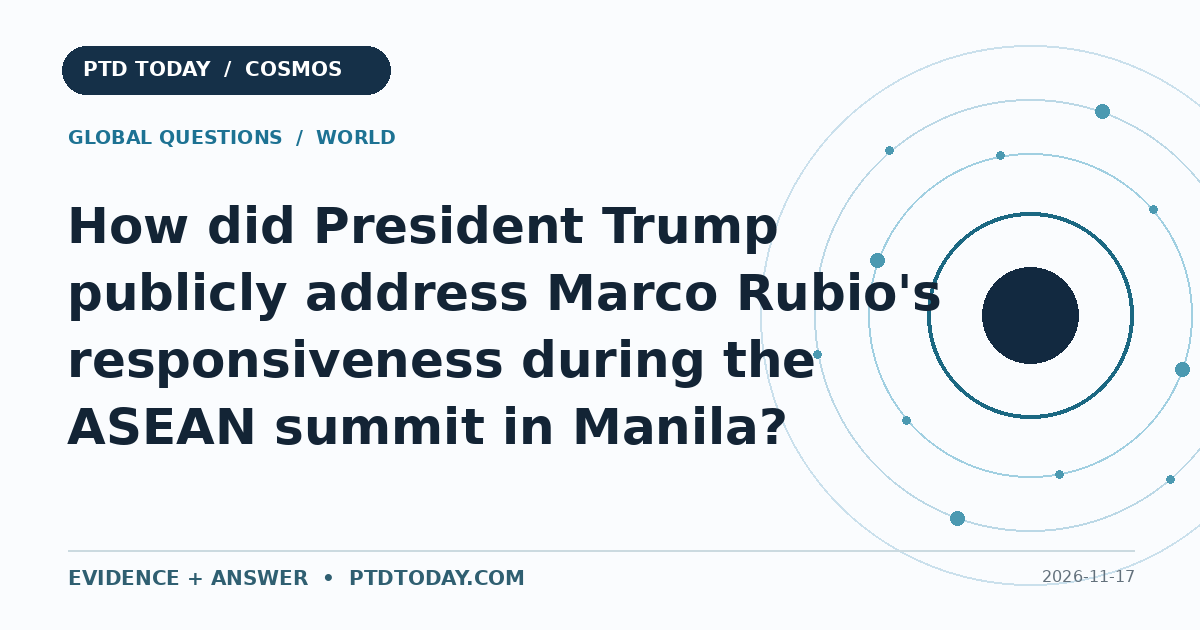 PTD TODAY / COSMOS
GLOBAL QUESTIONS / WORLD
How did President Trump
publicly address Marco Rubio's
responsiveness during the
ASEAN summit in Manila?
EVIDENCE + ANSWER • PTDTODAY.COM
2026-11-17